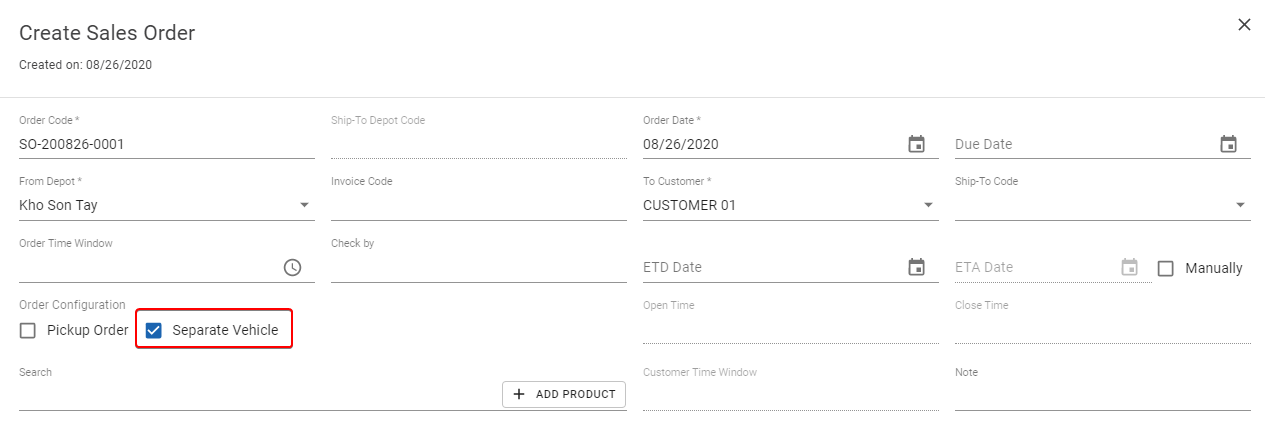 Create Sales Order
Created on: 08/26/2020
Order Code *
Ship-To Depot Code
Order Date *
SO-200826-0001
08/26/2020
Due Date
From Depot *
Invoice Code
To Customer *
Ship-To Code
Kho Son Tay
CUSTOMER 01
Order Time Window
Check by
ETD Date
ETA Date
Manually
Order Configuration
Open Time
Close Time
Pickup Order
Separate Vehicle
Search
Customer Time Window
Note
ADD PRODUCT